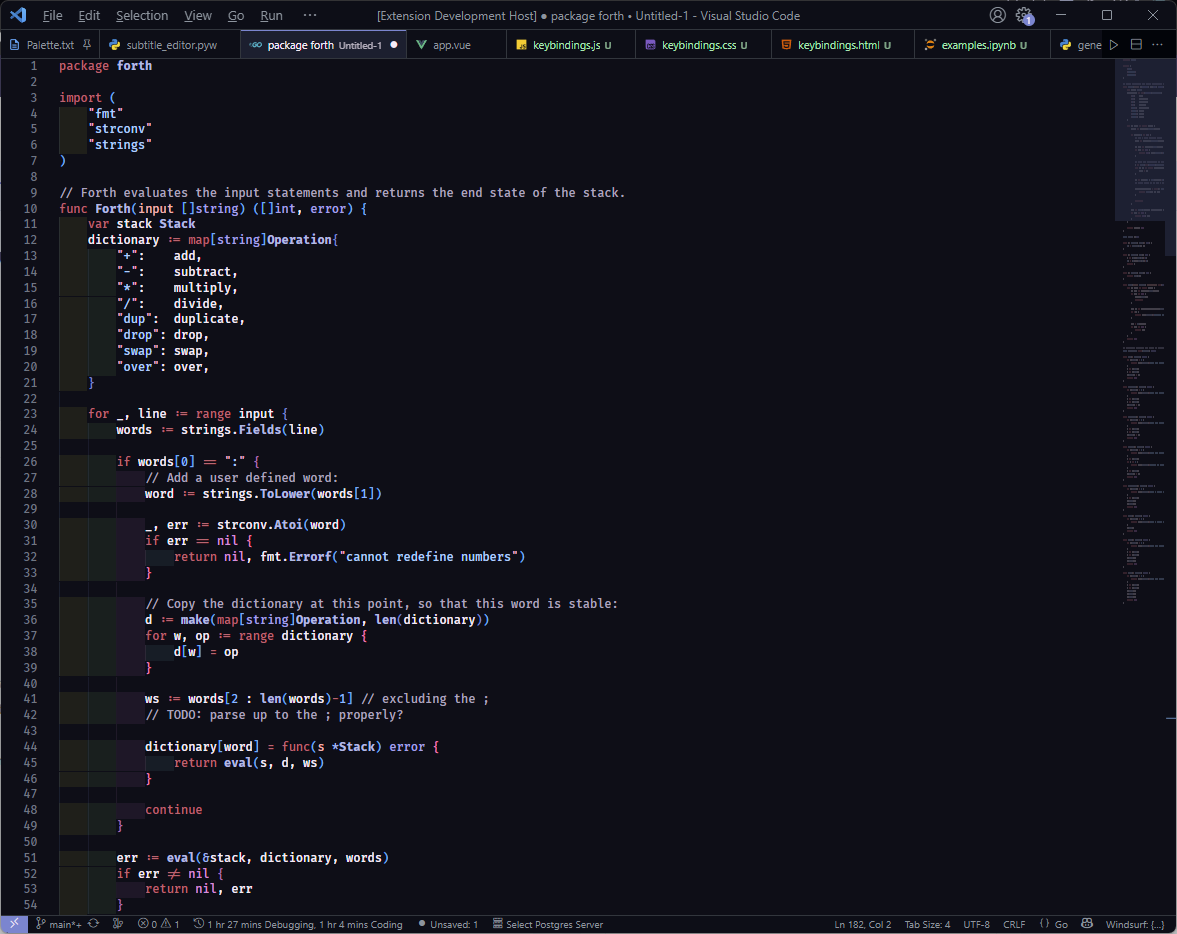 File Edit Selection View Go Run ··· [Extension Development Host] ● package forth • Untitled-1 - Visual Studio Code 1
Palette.txt subtitle_editor.pyw package forth Untitled-1 ● app.vue keybindings.js U keybindings.css U keybindings.html U examples.ipynb U gene ···
1 package forth
2
3 import (
4 "fmt"
5 "strconv"
6 "strings"
7 )
8
9 // Forth evaluates the input statements and returns the end state of the stack.
10 func Forth(input []string) ([]int, error) {
11 var stack Stack
12 dictionary := map[string]Operation{
13 "+": add,
14 "-": subtract,
15 "*": multiply,
16 "/": divide,
17 "dup": duplicate,
18 "drop": drop,
19 "swap": swap,
20 "over": over,
21 }
22
23 for _, line := range input {
24 words := strings.Fields(line)
25
26 if words[0] == ":" {
27 // Add a user defined word:
28 word := strings.ToLower(words[1])
29
30 _, err := strconv.Atoi(word)
31 if err == nil {
32 return nil, fmt.Errorf("cannot redefine numbers")
33 }
34
35 // Copy the dictionary at this point, so that this word is stable:
36 d := make(map[string]Operation, len(dictionary))
37 for w, op := range dictionary {
38 d[w] = op
39 }
40
41 ws := words[2 : len(words)-1] // excluding the ;
42 // TODO: parse up to the ; properly?
43
44 dictionary[word] = func(s *Stack) error {
45 return eval(s, d, ws)
46 }
47
48 continue
49 }
50
51 err := eval(&stack, dictionary, words)
52 if err != nil {
53 return nil, err
54 }
main*+ 0 1 1 hr 27 mins Debugging, 1 hr 4 mins Coding ● Unsaved: 1 Select Postgres Server Ln 182, Col 2 Tab Size: 4 UTF-8 CRLF {} Go Windsurf: {...}